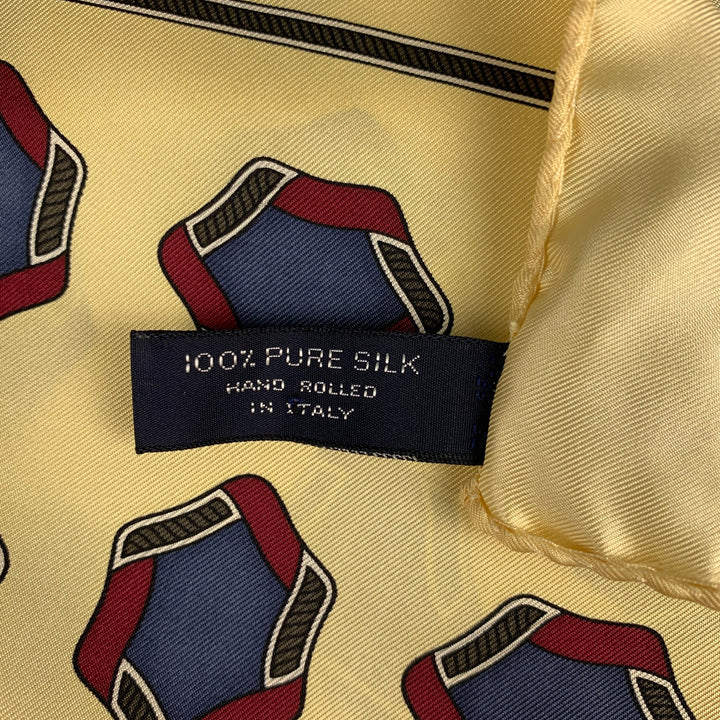 100% PURE SILK
HAND ROLLED
IN ITALY